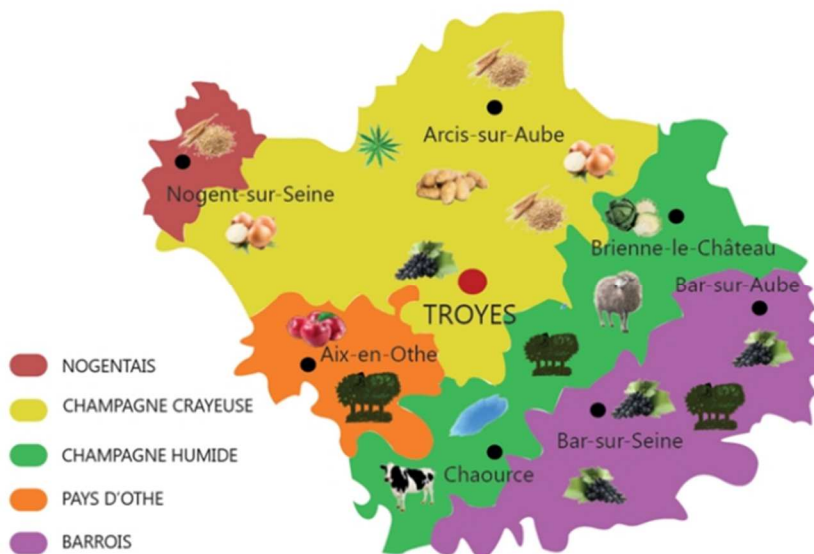 Arcis-sur-Aube
Nogent-sur-Seine
Brienne-le-Château
Bar-sur-Aube
TROYES
Aix-en-Othe
Bar-sur-Seine
Chaource
NOGENTAIS
CHAMPAGNE CRAYEUSE
CHAMPAGNE HUMIDE
PAYS D'OTHE
BARROIS